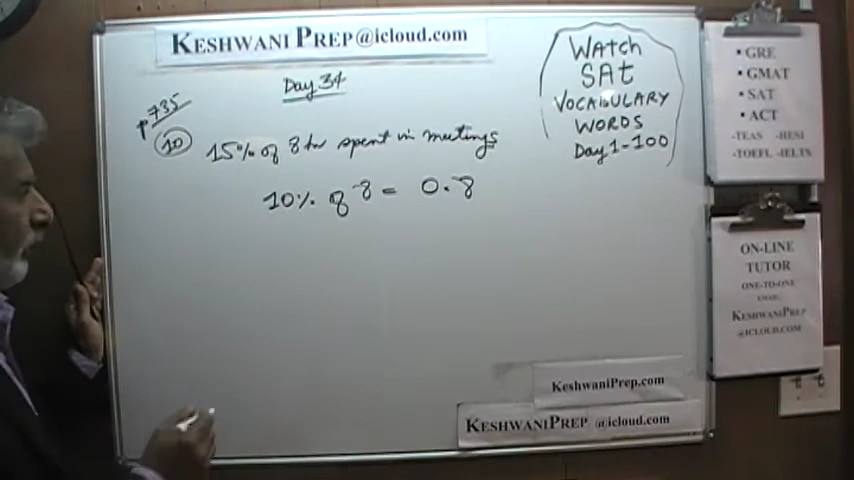 KESHWANI PREP@icloud.com
Day 34
p735
10
15% of 8 hr spent in meetings
10% of 8 = 0.8
WATCH
SAt
VOCABULARY
WORDS
Day 1-100
• GRE
• GMAT
• SAT
• ACT
-TEAS -HESI
-TOEFL -IELTS
ON-LINE
TUTOR
ONE-TO-ONE
EMAIL:
KESHWANIPREP
@ICLOUD.COM
KeshwaniPrep.com
KESHWANIPREP @icloud.com